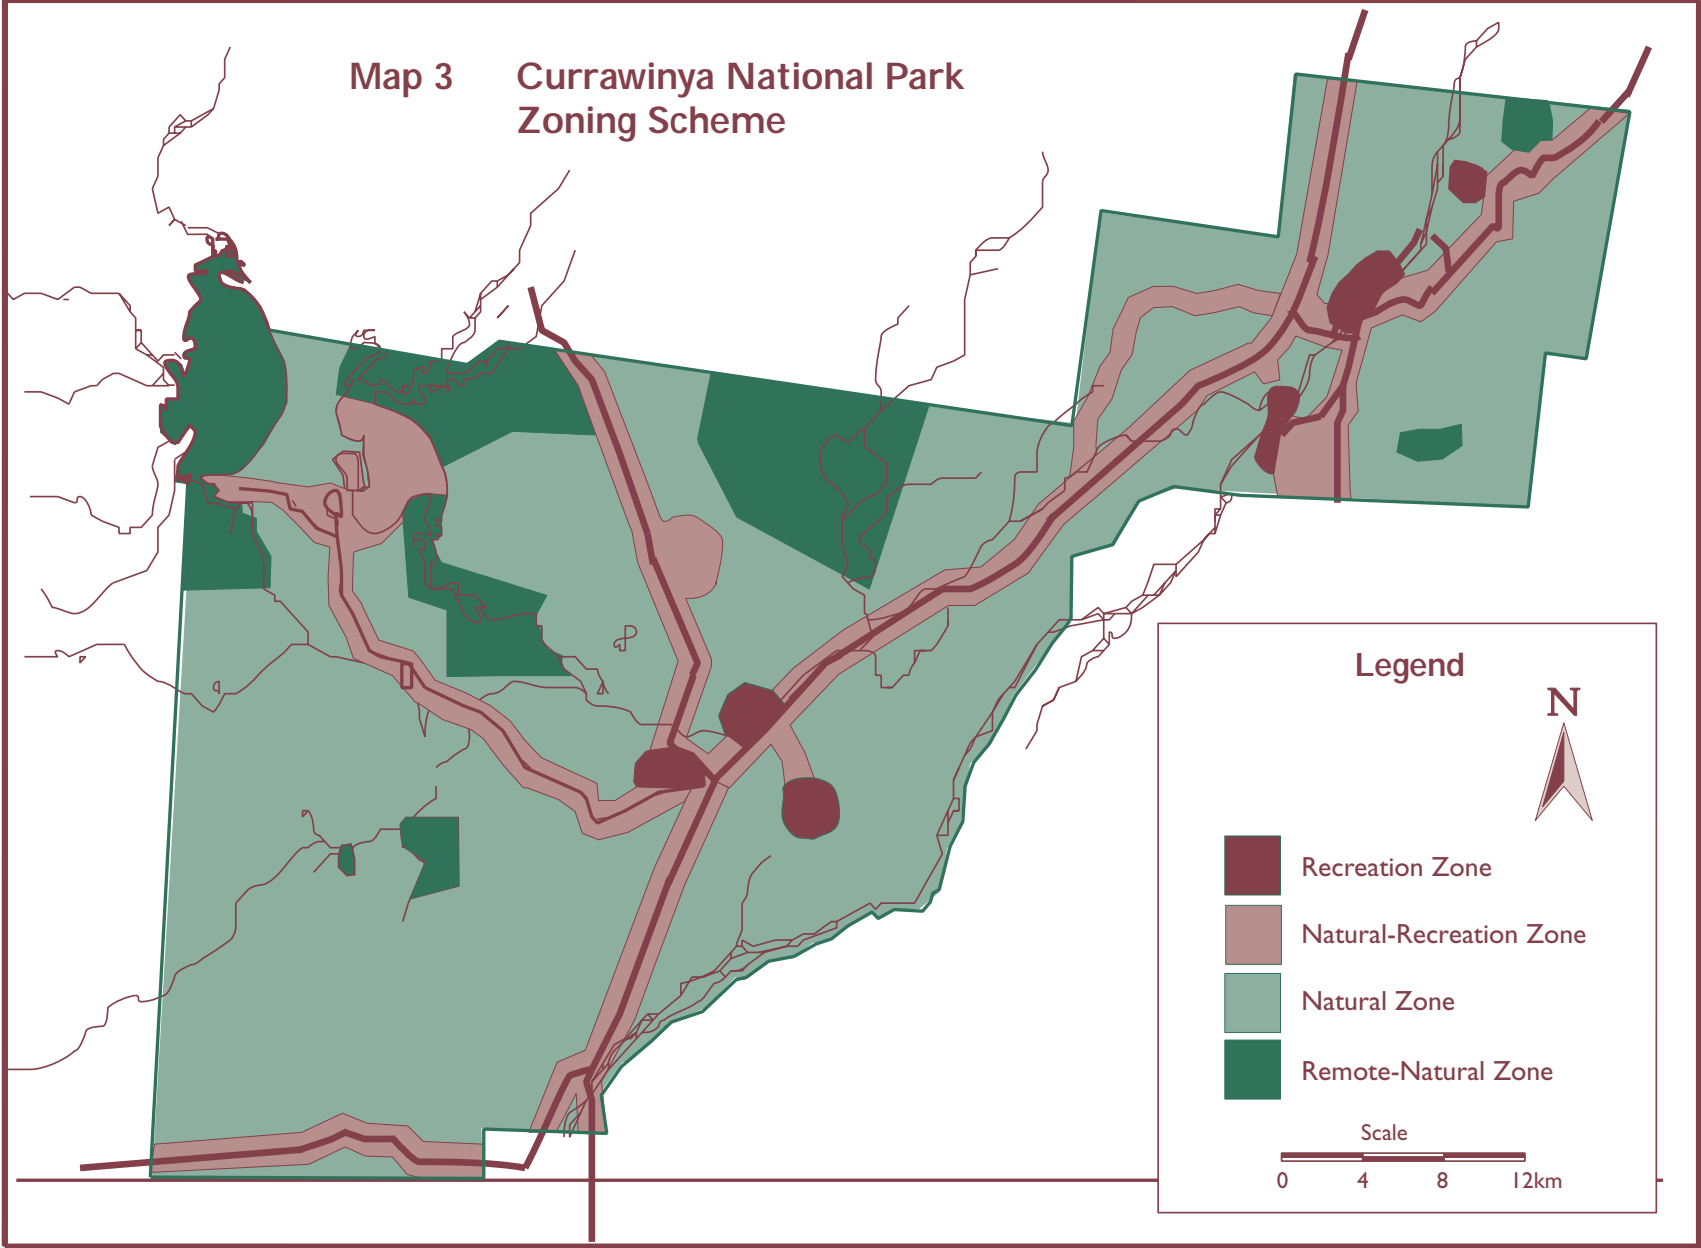 Map 3 Currawinya National Park
Zoning Scheme
Legend
N
Recreation Zone
Natural-Recreation Zone
Natural Zone
Remote-Natural Zone
Scale
0 4 8 12km